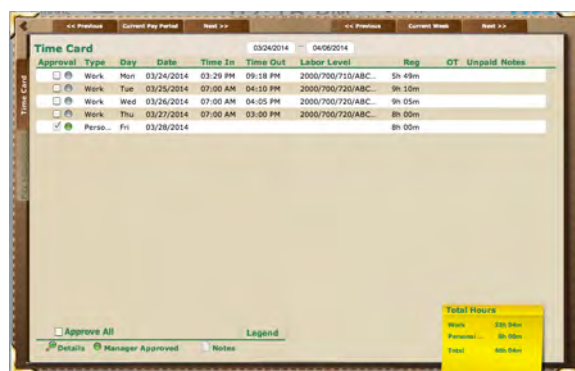 << Previous Current Pay Period Next >> << Previous Current Week Next >>
Time Card 03/24/2014 — 04/06/2014
Approval Type Day Date Time In Time Out Labor Level Reg OT Unpaid Notes
Work Mon 03/24/2014 03:29 PM 09:18 PM 2000/700/710/ABC... 5h 49m
Work Tue 03/25/2014 07:00 AM 04:10 PM 2000/700/720/ABC... 9h 10m
Work Wed 03/26/2014 07:00 AM 04:05 PM 2000/700/720/ABC... 9h 05m
Work Thu 03/27/2014 07:00 AM 03:00 PM 2000/700/720/ABC... 8h 00m
Perso... Fri 03/28/2014 8h 00m
Time Card
Total Hours
Work 32h 04m
Personal ... 8h 00m
Total 40h 04m
Approve All Legend
Details Manager Approved Notes